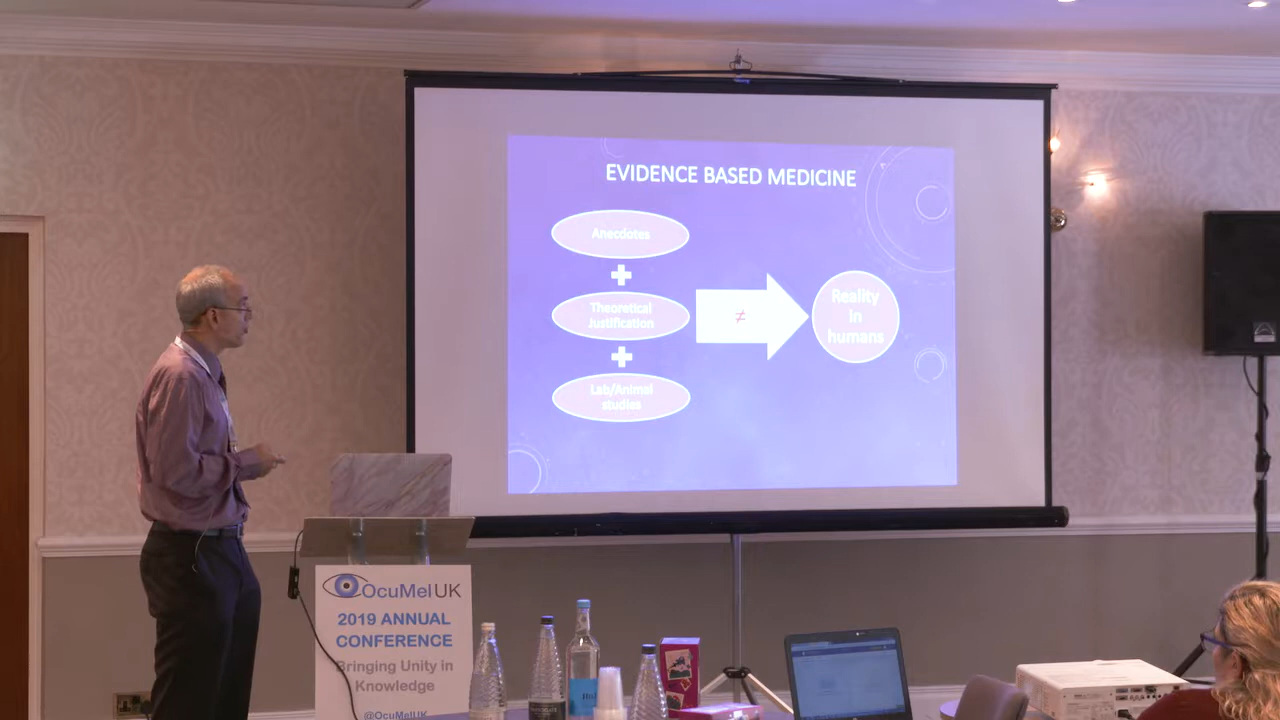 EVIDENCE BASED MEDICINE
Anecdotes
Theoretical
Justification
Lab/Animal
studies
≠
Reality
in
humans
OcuMelUK
2019 ANNUAL
CONFERENCE
Bringing Unity in
Knowledge
@OcuMelUK